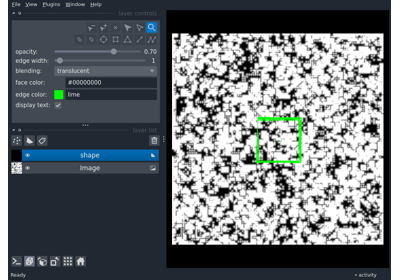 File View Plugins Window Help
layer controls
opacity: 0.70
edge width: 1
blending: translucent
face color: #00000000
edge color: lime
display text:
layer list
shape
Image
Ready
activity